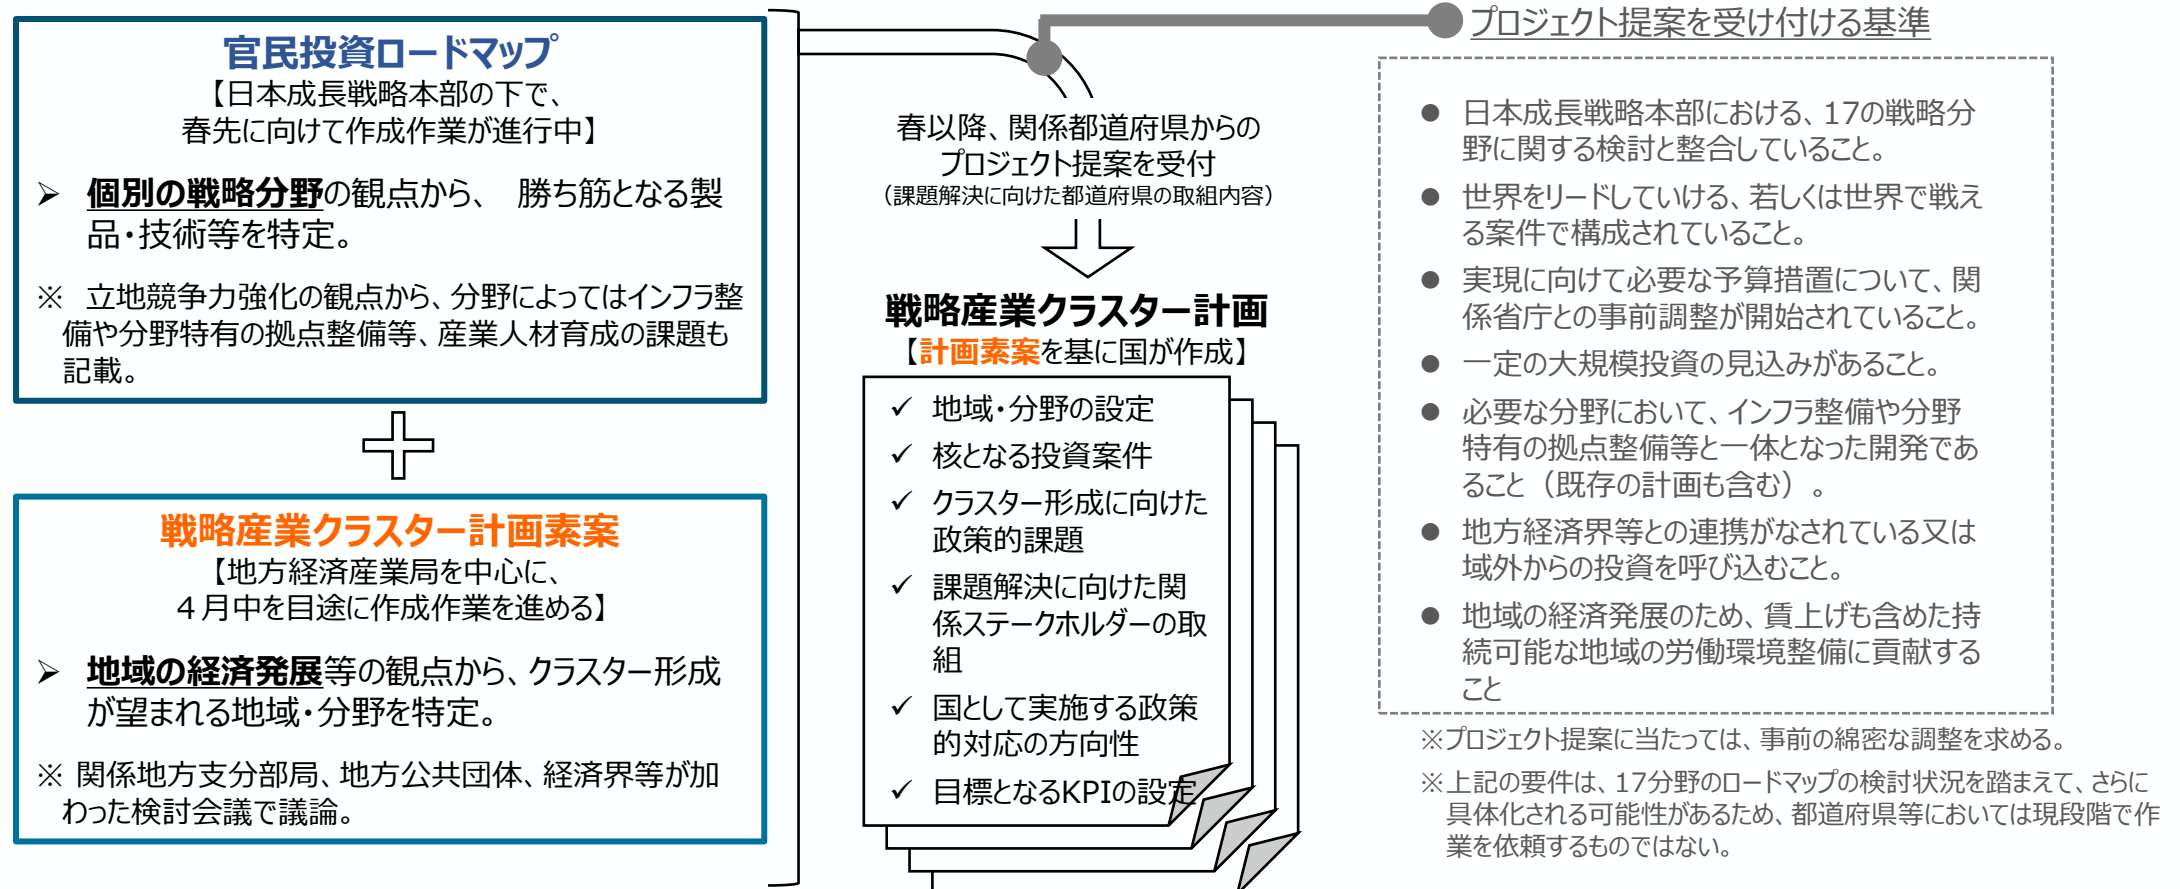 官民投資ロードマップ
【日本成長戦略本部の下で、
春先に向けて作成作業が進行中】
➢ 個別の戦略分野の観点から、 勝ち筋となる製
品・技術等を特定。
※ 立地競争力強化の観点から、分野によってはインフラ整
備や分野特有の拠点整備等、産業人材育成の課題も
記載。
戦略産業クラスター計画素案
【地方経済産業局を中心に、
４月中を目途に作成作業を進める】
➢ 地域の経済発展等の観点から、クラスター形成
が望まれる地域・分野を特定。
※ 関係地方支分部局、地方公共団体、経済界等が加
わった検討会議で議論。
春以降、関係都道府県からの
プロジェクト提案を受付
（課題解決に向けた都道府県の取組内容）
戦略産業クラスター計画
【計画素案を基に国が作成】
✓ 地域・分野の設定
✓ 核となる投資案件
✓ クラスター形成に向けた
政策的課題
✓ 課題解決に向けた関
係ステークホルダーの取
組
✓ 国として実施する政策
的対応の方向性
✓ 目標となるKPIの設定
プロジェクト提案を受け付ける基準
● 日本成長戦略本部における、17の戦略分
野に関する検討と整合していること。
● 世界をリードしていける、若しくは世界で戦え
る案件で構成されていること。
● 実現に向けて必要な予算措置について、関
係省庁との事前調整が開始されていること。
● 一定の大規模投資の見込みがあること。
● 必要な分野において、インフラ整備や分野
特有の拠点整備等と一体となった開発であ
ること（既存の計画も含む）。
● 地方経済界等との連携がなされている又は
域外からの投資を呼び込むこと。
● 地域の経済発展のため、賃上げも含めた持
続可能な地域の労働環境整備に貢献する
こと
※プロジェクト提案に当たっては、事前の綿密な調整を求める。
※上記の要件は、17分野のロードマップの検討状況を踏まえて、さらに
具体化される可能性があるため、都道府県等においては現段階で作
業を依頼するものではない。